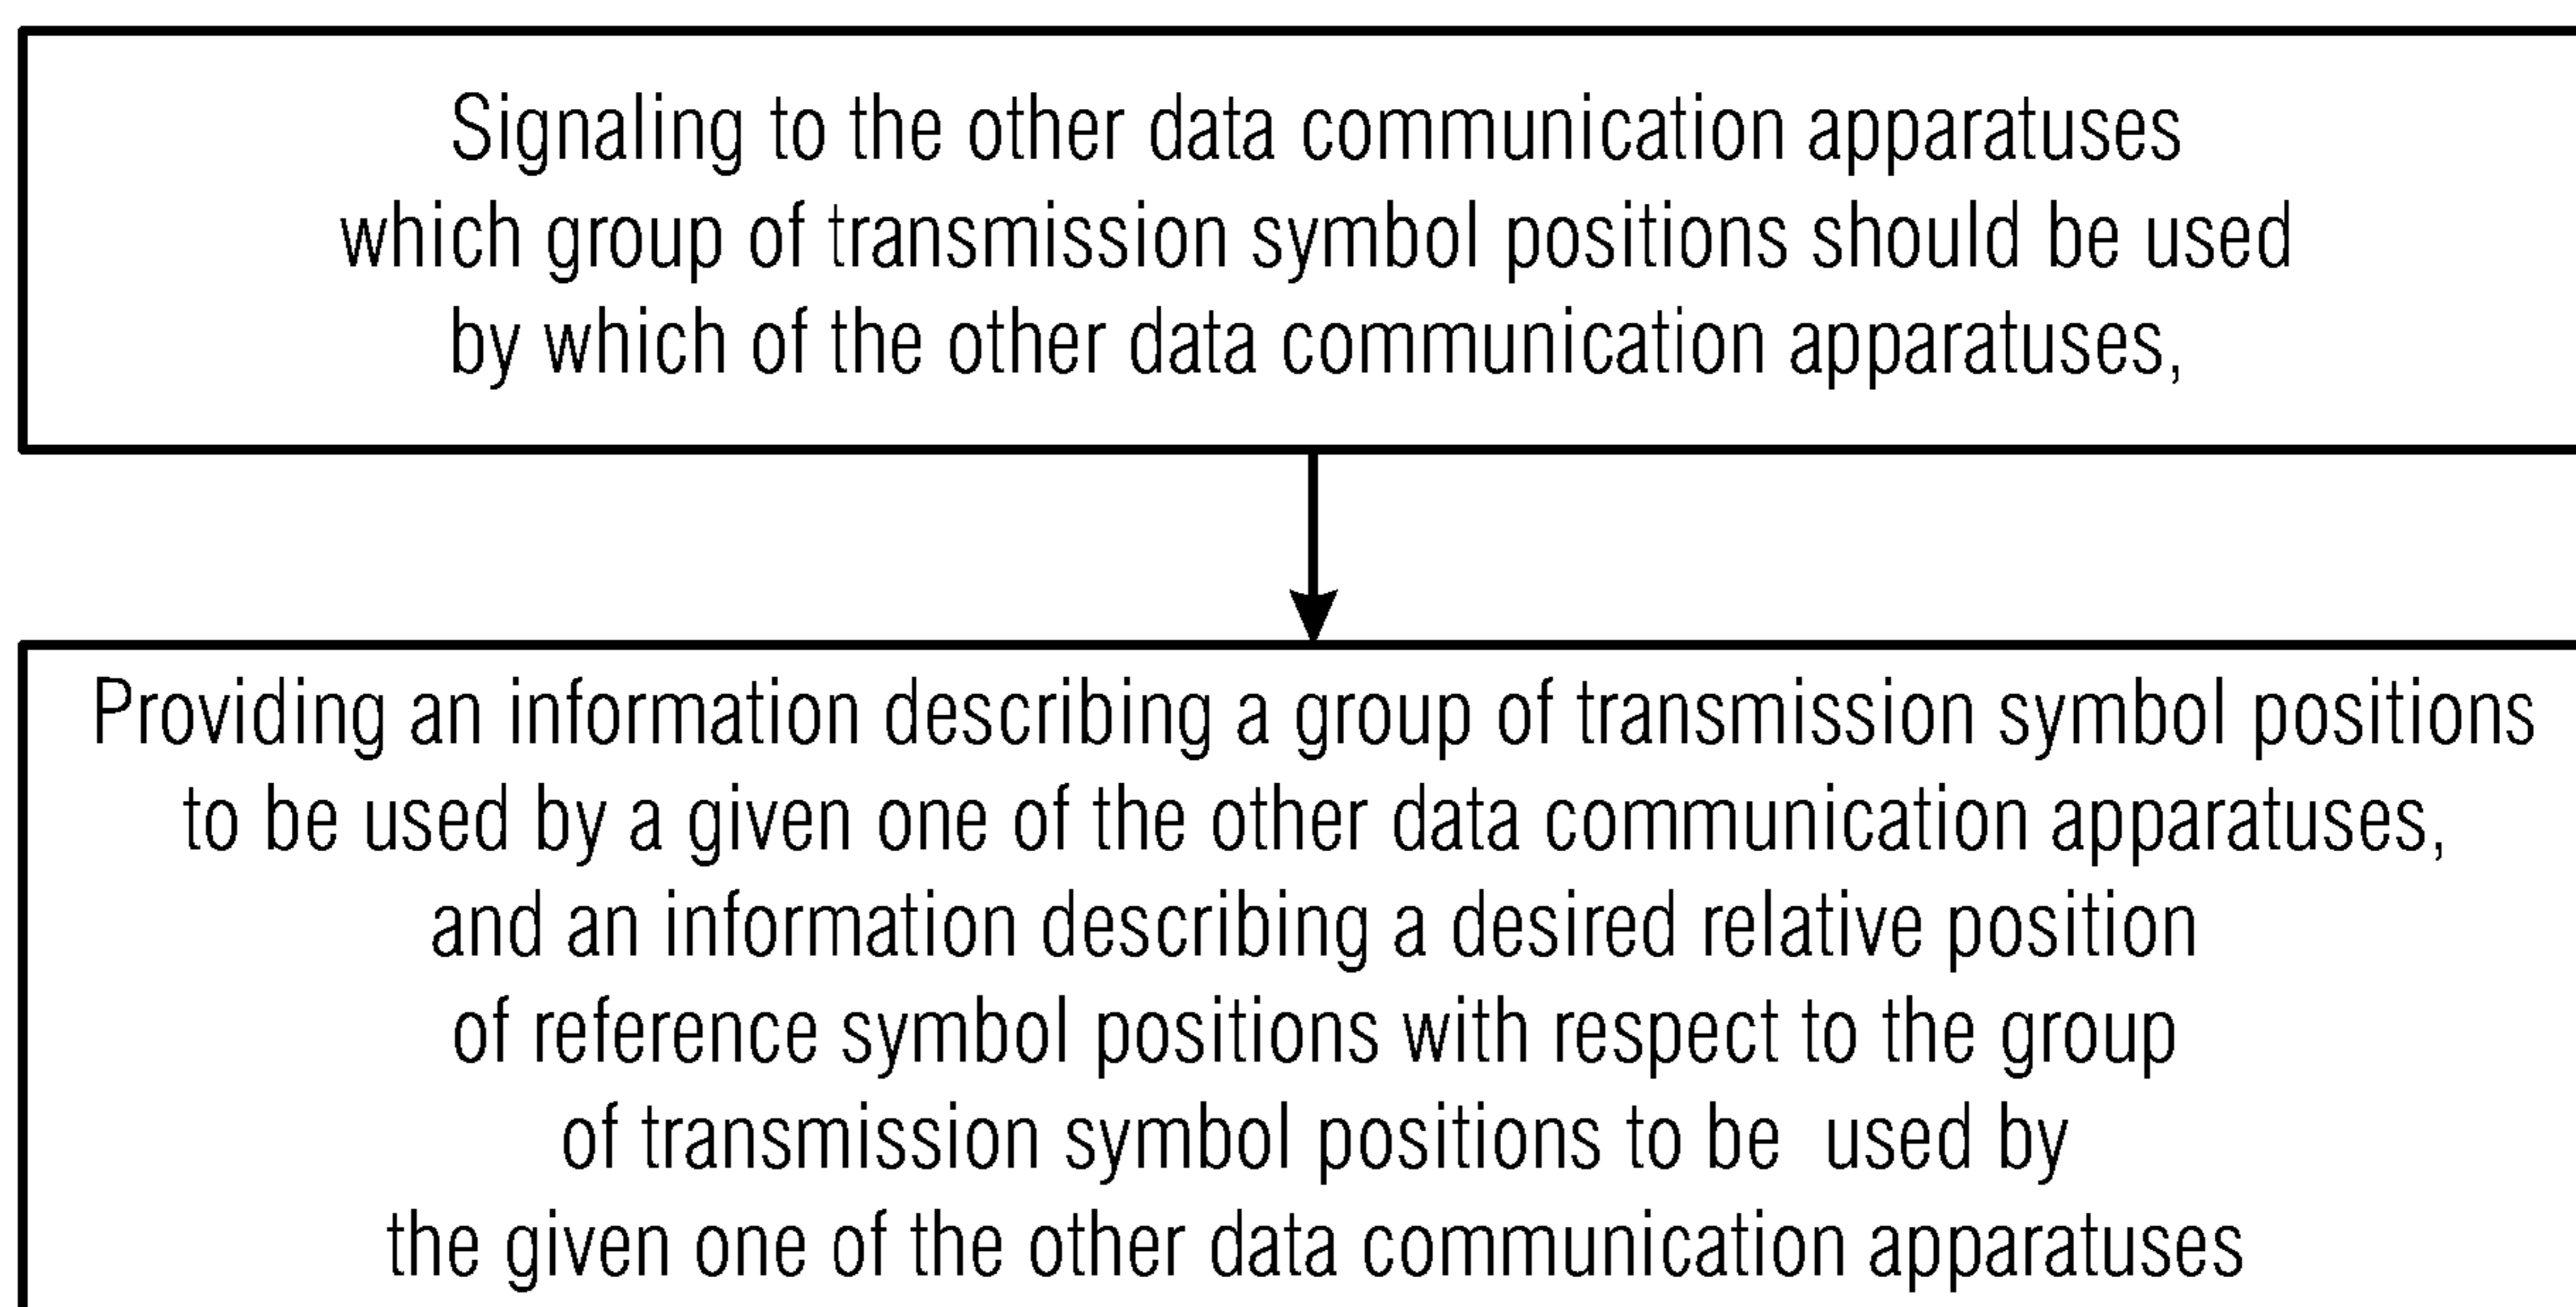 Signaling to the other data communication apparatuses
which group of transmission symbol positions should be used
by which of the other data communication apparatuses,
Providing an information describing a group of transmission symbol positions
to be used by a given one of the other data communication apparatuses,
and an information describing a desired relative position
of reference symbol positions with respect to the group
of transmission symbol positions to be used by
the given one of the other data communication apparatuses